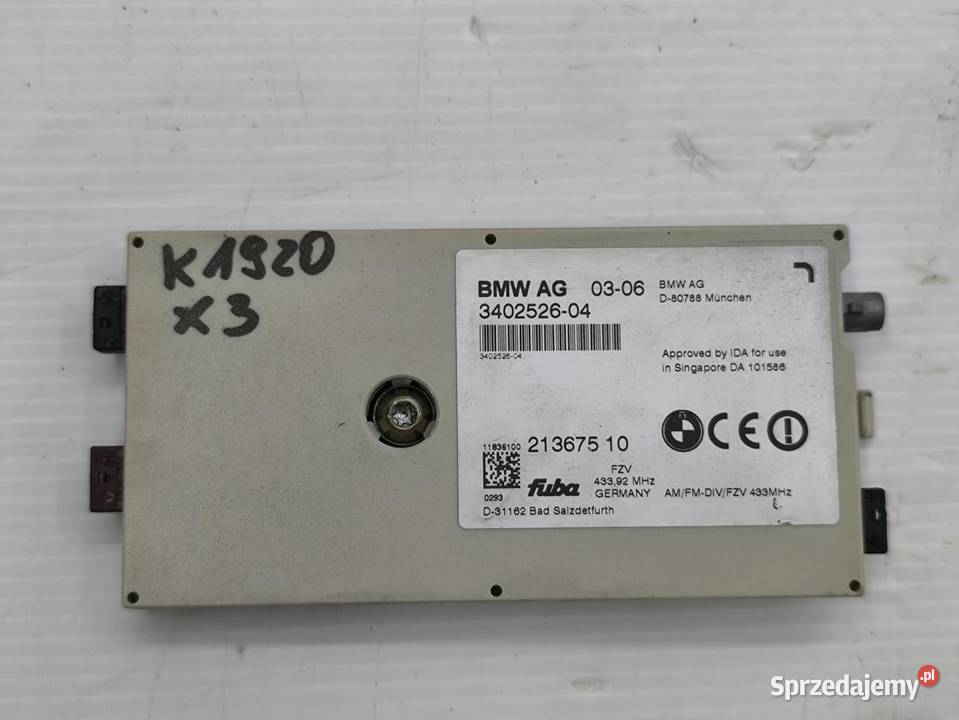 K1920
X3
BMW AG 03-06
3402526-04
3402526-04
BMW AG
D-80788 München
Approved by IDA for use
in Singapore DA 101586
11836100
213675 10
0293
fuba
FZV
433,92 MHz
GERMANY
AM/FM-DIV/FZV 433MHz
D-31162 Bad Salzdetfurth
Sprzedajemy.pl